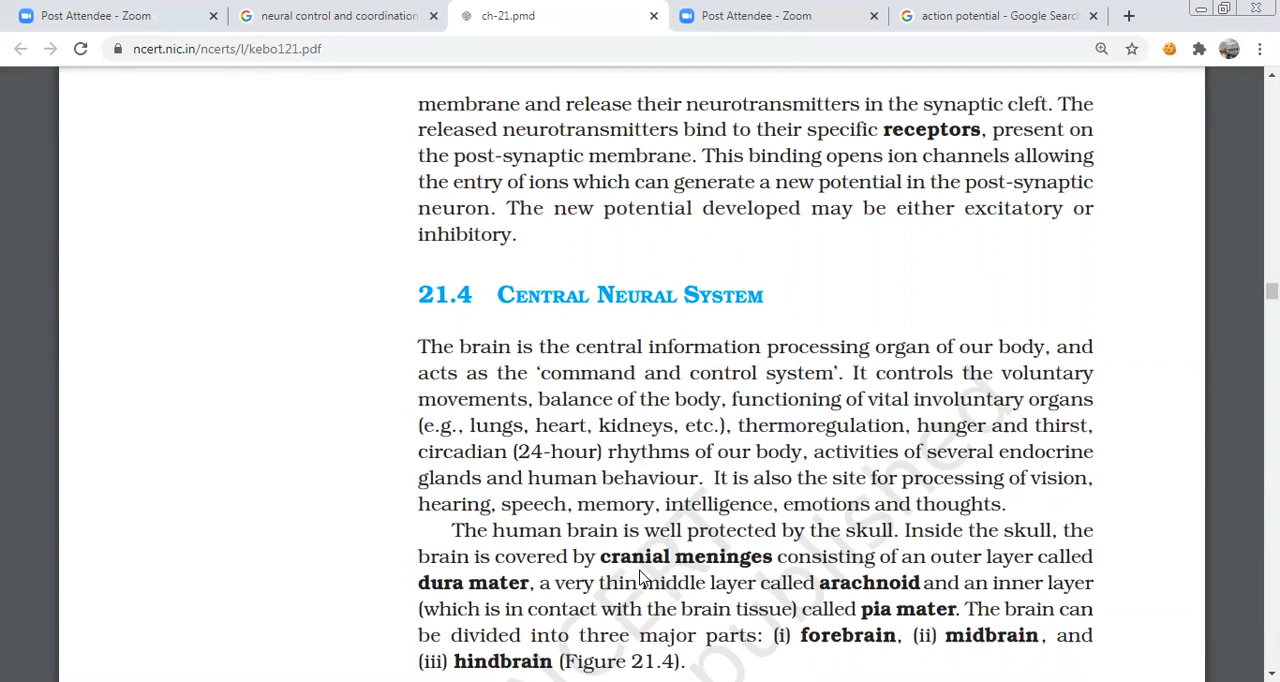 Post Attendee - Zoom
neural control and coordination
ch-21.pmd
Post Attendee - Zoom
action potential - Google Search
ncert.nic.in/ncerts/l/kebo121.pdf
membrane and release their neurotransmitters in the synaptic cleft. The
released neurotransmitters bind to their specific receptors, present on
the post-synaptic membrane. This binding opens ion channels allowing
the entry of ions which can generate a new potential in the post-synaptic
neuron. The new potential developed may be either excitatory or
inhibitory.
21.4 CENTRAL NEURAL SYSTEM
The brain is the central information processing organ of our body, and
acts as the ‘command and control system’. It controls the voluntary
movements, balance of the body, functioning of vital involuntary organs
(e.g., lungs, heart, kidneys, etc.), thermoregulation, hunger and thirst,
circadian (24-hour) rhythms of our body, activities of several endocrine
glands and human behaviour. It is also the site for processing of vision,
hearing, speech, memory, intelligence, emotions and thoughts.
The human brain is well protected by the skull. Inside the skull, the
brain is covered by cranial meninges consisting of an outer layer called
dura mater, a very thin middle layer called arachnoid and an inner layer
(which is in contact with the brain tissue) called pia mater. The brain can
be divided into three major parts: (i) forebrain, (ii) midbrain, and
(iii) hindbrain (Figure 21.4).
NCERT
published